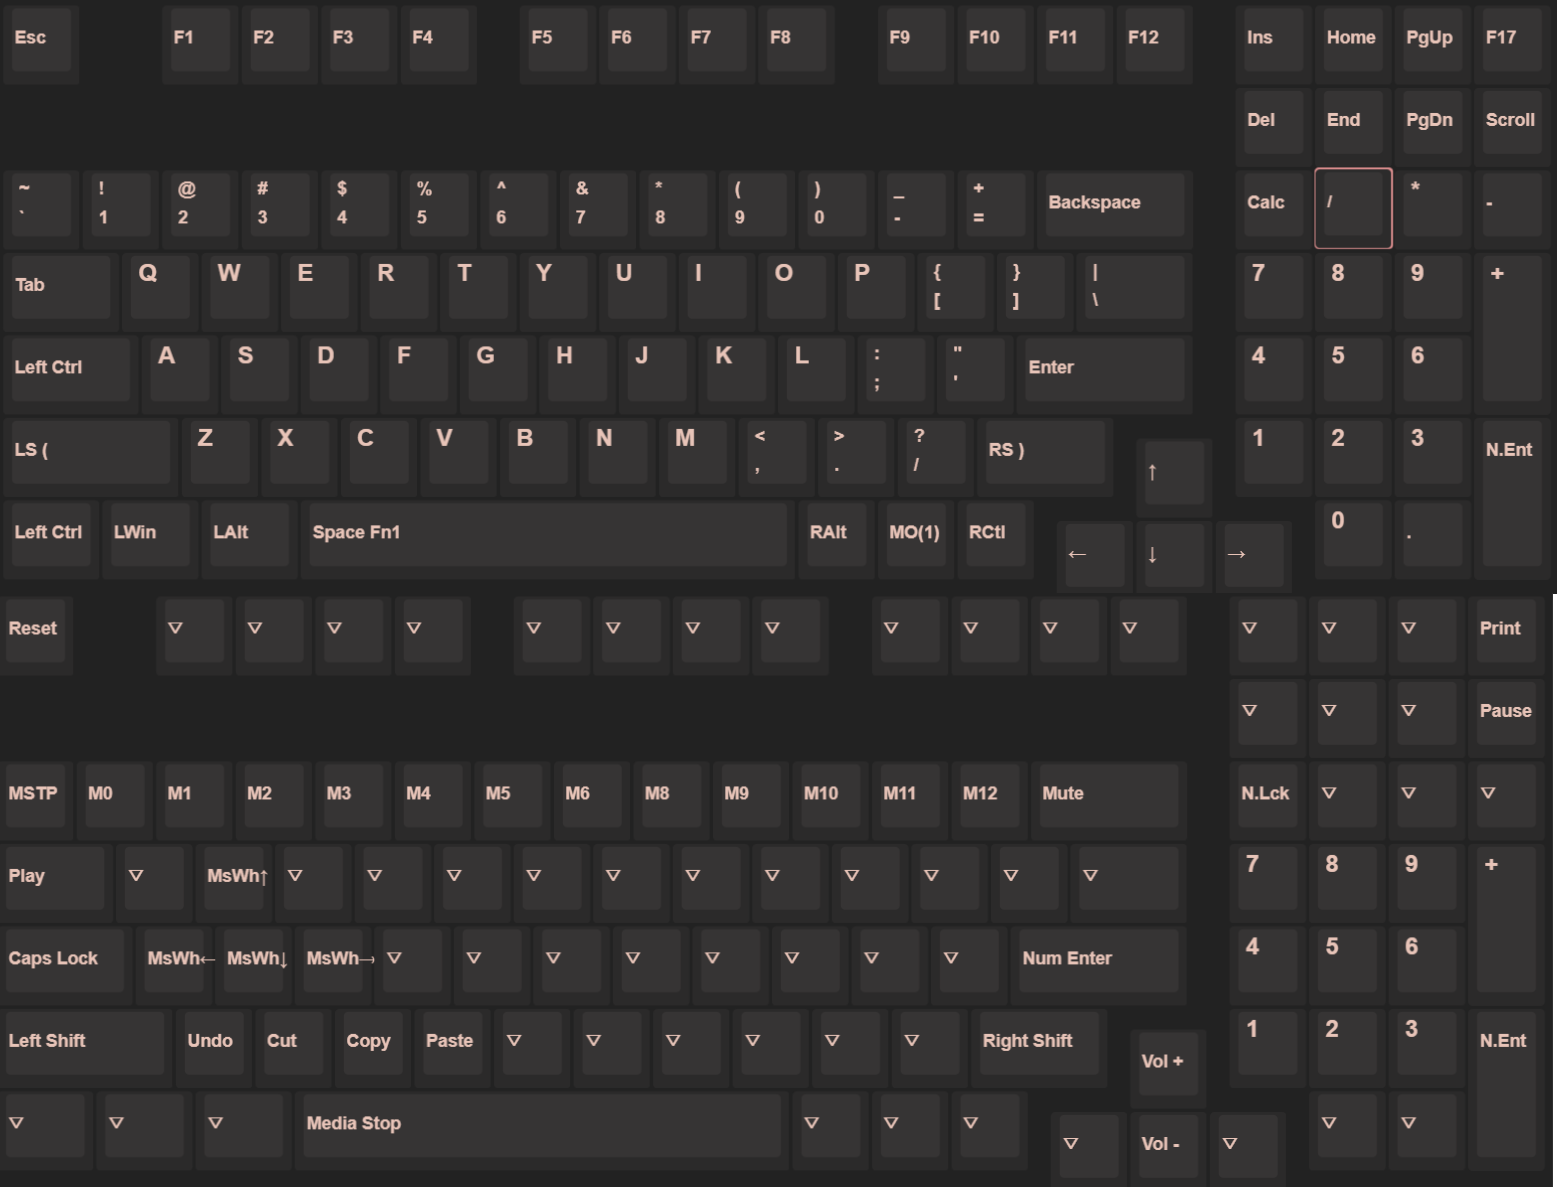 Esc F1 F2 F3 F4 F5 F6 F7 F8 F9 F10 F11 F12 Ins Home PgUp F17
Del End PgDn Scroll
~ ! @ # $ % ^ & * ( ) _ + Backspace Calc / * -
` 1 2 3 4 5 6 7 8 9 0 - =
Tab Q W E R T Y U I O P { } | 7 8 9 +
[ ] \
Left Ctrl A S D F G H J K L : " Enter 4 5 6
; '
LS ( Z X C V B N M < > ? RS ) ↑ 1 2 3 N.Ent
, . /
Left Ctrl LWin LAlt Space Fn1 RAlt MO(1) RCtl ← ↓ → 0 .
Reset ▽ ▽ ▽ ▽ ▽ ▽ ▽ ▽ ▽ ▽ ▽ ▽ ▽ ▽ ▽ Print
▽ ▽ ▽ Pause
MSTP M0 M1 M2 M3 M4 M5 M6 M8 M9 M10 M11 M12 Mute N.Lck ▽ ▽ ▽
Play ▽ MsWh↑ ▽ ▽ ▽ ▽ ▽ ▽ ▽ ▽ ▽ ▽ ▽ 7 8 9 +
Caps Lock MsWh← MsWh↓ MsWh→ ▽ ▽ ▽ ▽ ▽ ▽ ▽ ▽ Num Enter 4 5 6
Left Shift Undo Cut Copy Paste ▽ ▽ ▽ ▽ ▽ ▽ Right Shift Vol + 1 2 3 N.Ent
▽ ▽ ▽ Media Stop ▽ ▽ ▽ ▽ Vol - ▽ ▽ ▽